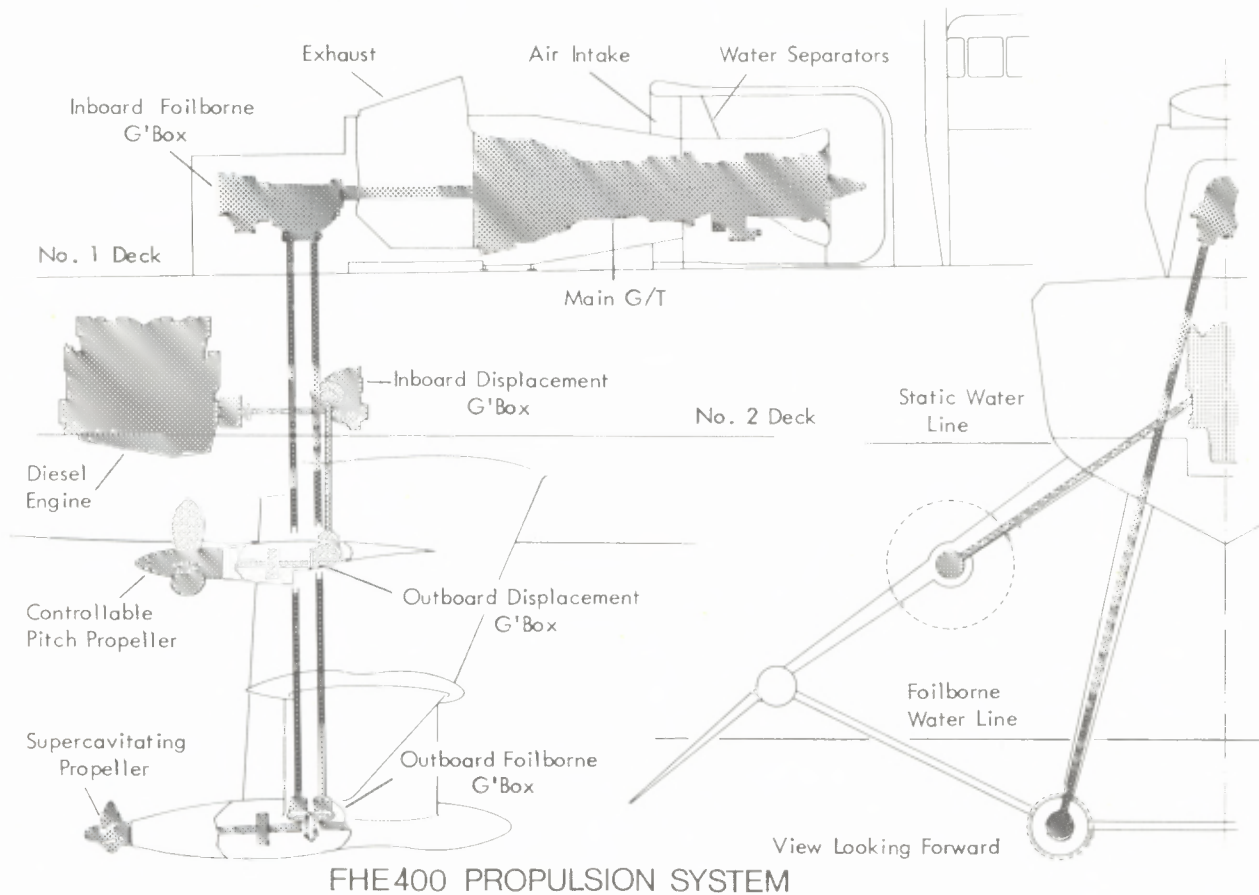 Exhaust
Air Intake
Water Separators
Inboard Foilborne
G'Box
No. 1 Deck
Main G/T
Inboard Displacement
G'Box
No. 2 Deck
Static Water
Line
Diesel
Engine
Outboard Displacement
G'Box
Controllable
Pitch Propeller
Foilborne
Water Line
Supercavitating
Propeller
Outboard Foilborne
G'Box
View Looking Forward
FHE400 PROPULSION SYSTEM